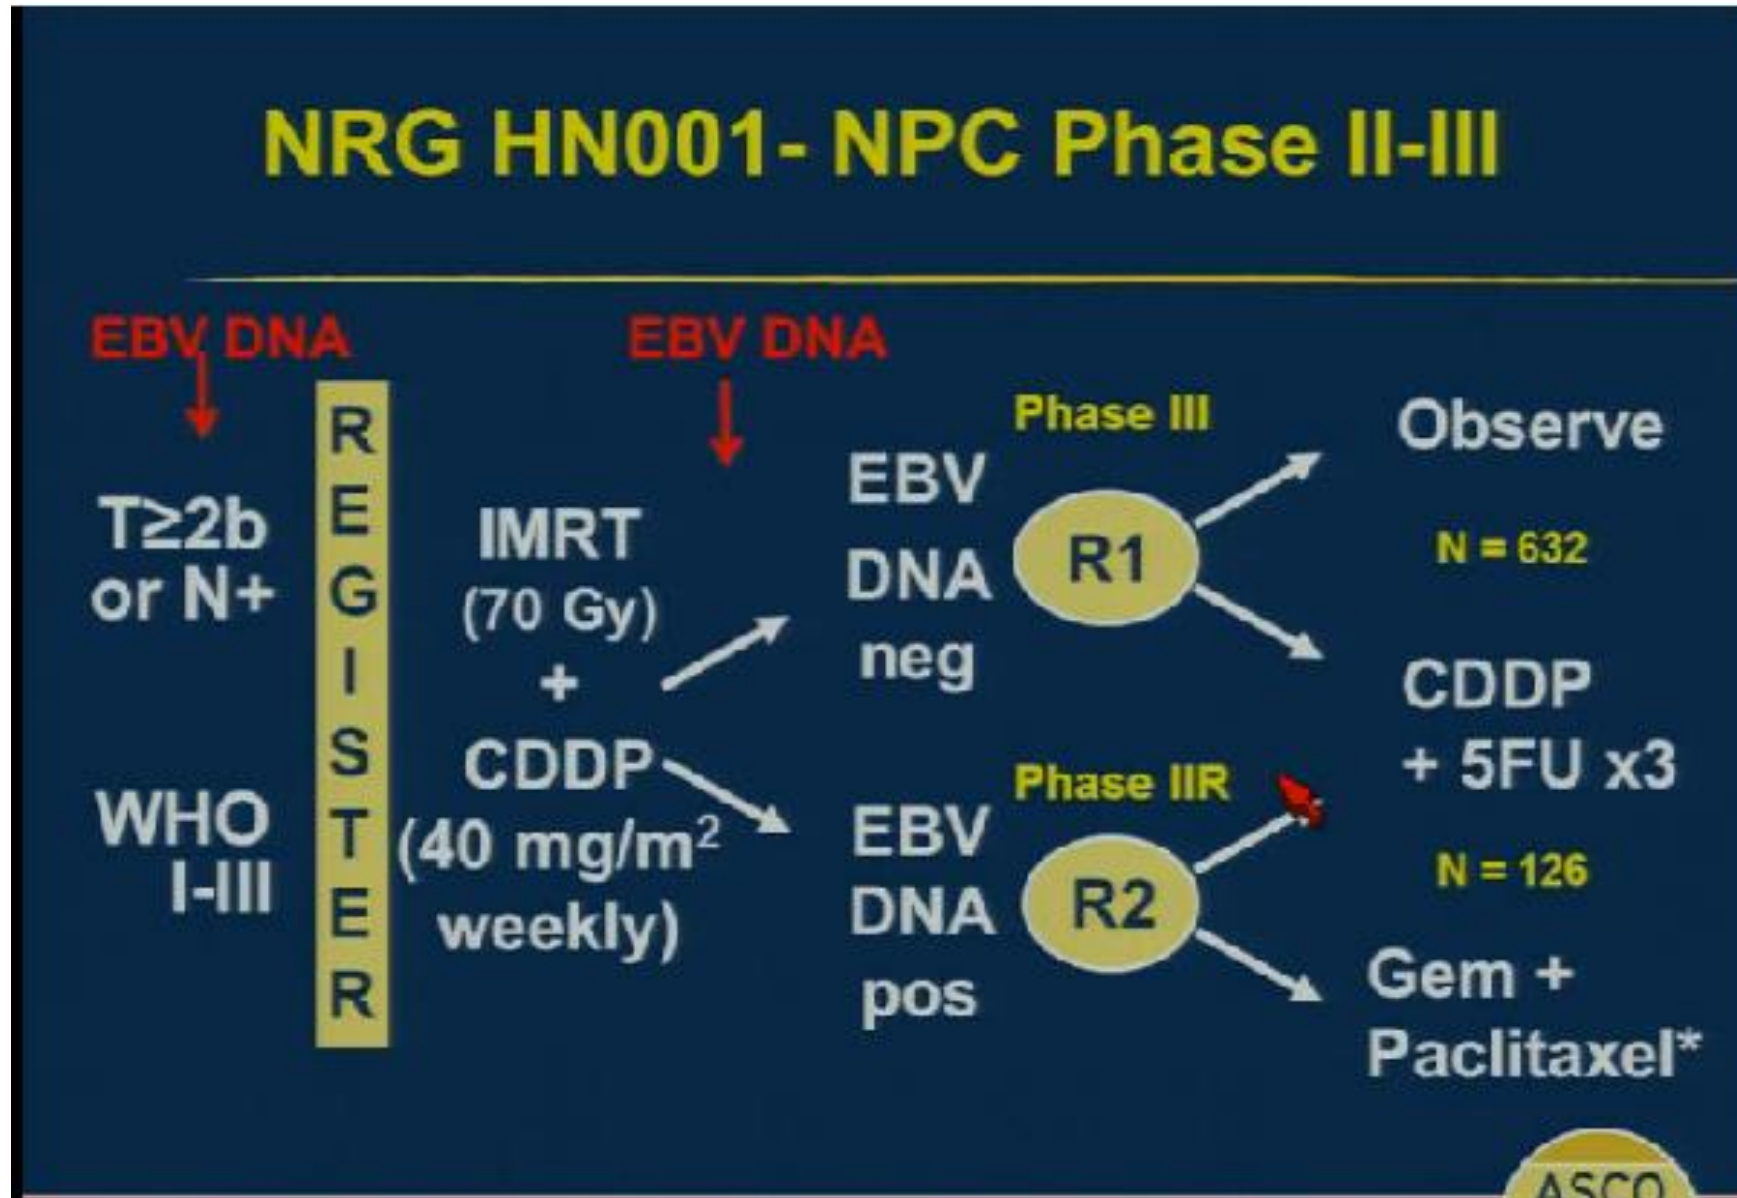 NRG HN001- NPC Phase II-III
EBV DNA
EBV DNA
T≥2b
or N+
WHO
I-III
R
E
G
I
S
T
E
R
IMRT
(70 Gy)
+
CDDP
(40 mg/m²
weekly)
EBV
DNA
neg
Phase III
R1
Observe
N = 632
CDDP
+ 5FU x3
EBV
DNA
pos
Phase IIR
R2
N = 126
Gem +
Paclitaxel*
ASCO